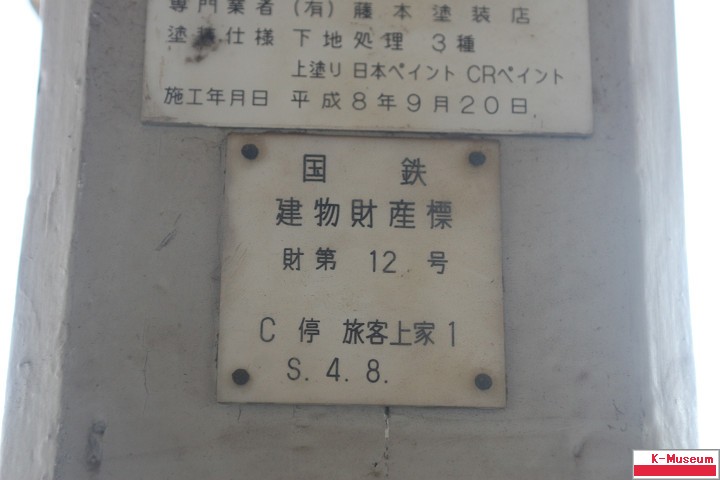 専門業者 (有) 藤本塗装店
塗装仕様 下地処理 3種
上塗り 日本ペイント CRペイント
施工年月日 平成8年9月20日
国鉄
建物財産標
財第 12 号
C 停 旅客上家1
S. 4. 8.
K-Museum